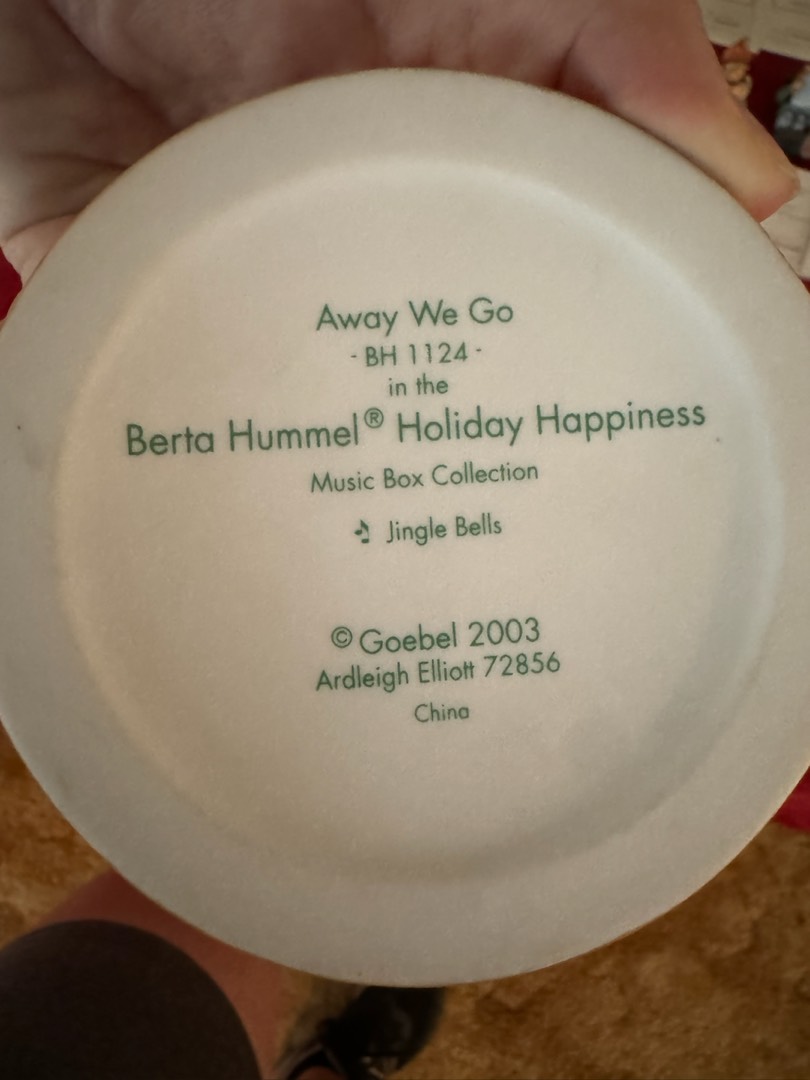 Away We Go
- BH 1124 -
in the
Berta Hummel® Holiday Happiness
Music Box Collection
♪ Jingle Bells
© Goebel 2003
Ardleigh Elliott 72856
China